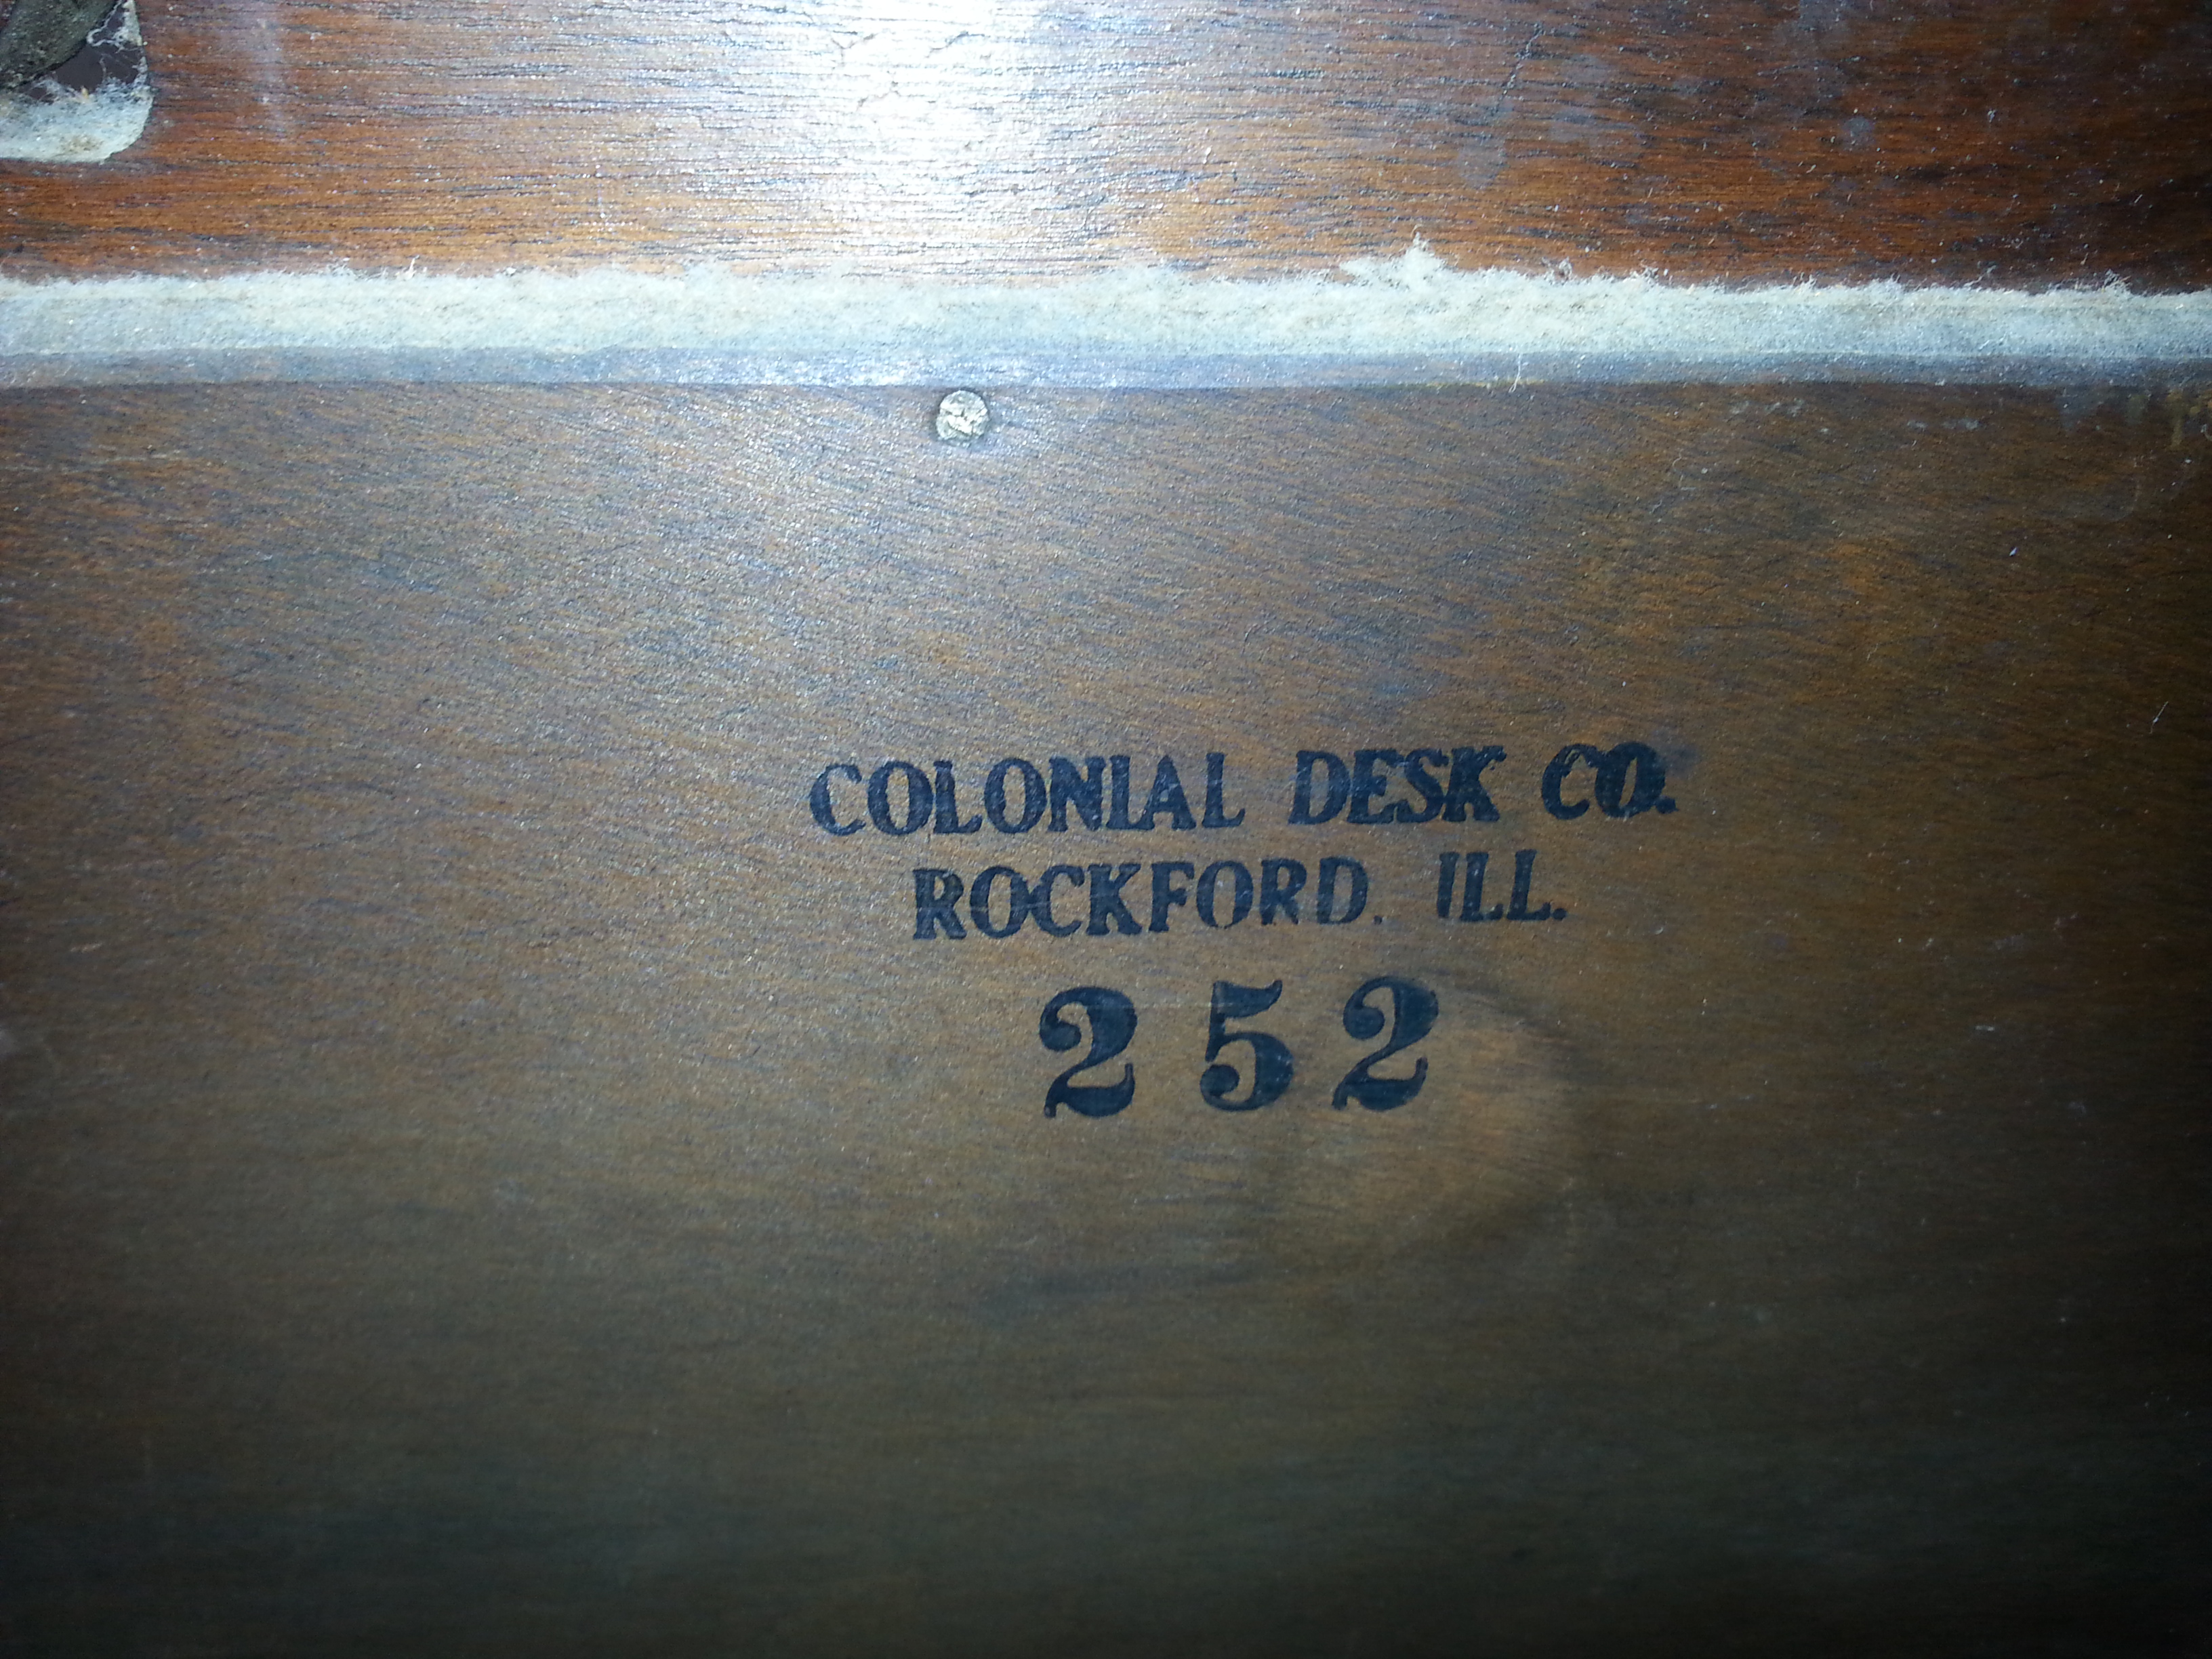 COLONIAL DESK CO.
ROCKFORD. ILL.
252